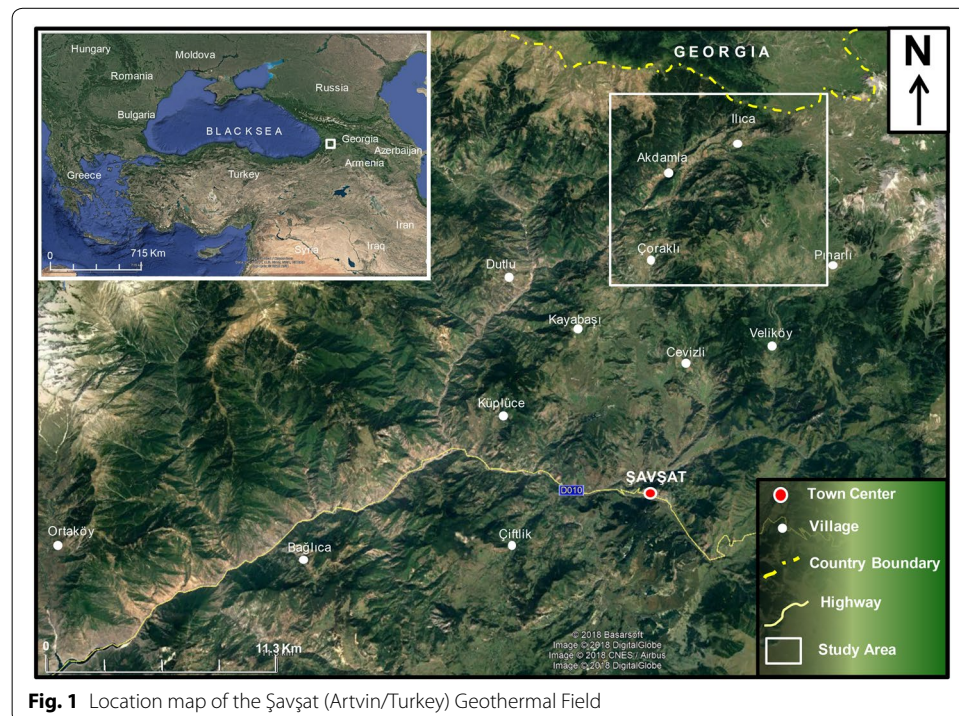 Hungary
Moldova
Romania
Russia
Bulgaria
BLACKSEA
Georgia
Azerbaijan
Armenia
Greece
Turkey
Iran
Syria
Iraq
0
715 Km
GEORGIA
N
Ilıca
Akdamla
Çoraklı
Pınarlı
Dutlu
Kayabaşı
Veliköy
Cevizli
Küplüce
ŞAVŞAT
D010
Ortaköy
Bağlıca
Çiftlik
Town Center
Village
Country Boundary
Highway
Study Area
0
11,3 Km
© 2018 Basarsoft
Image © 2018 DigitalGlobe
Image © 2018 CNES / Airbus
Image © 2018 DigitalGlobe
Fig. 1 Location map of the Şavşat (Artvin/Turkey) Geothermal Field